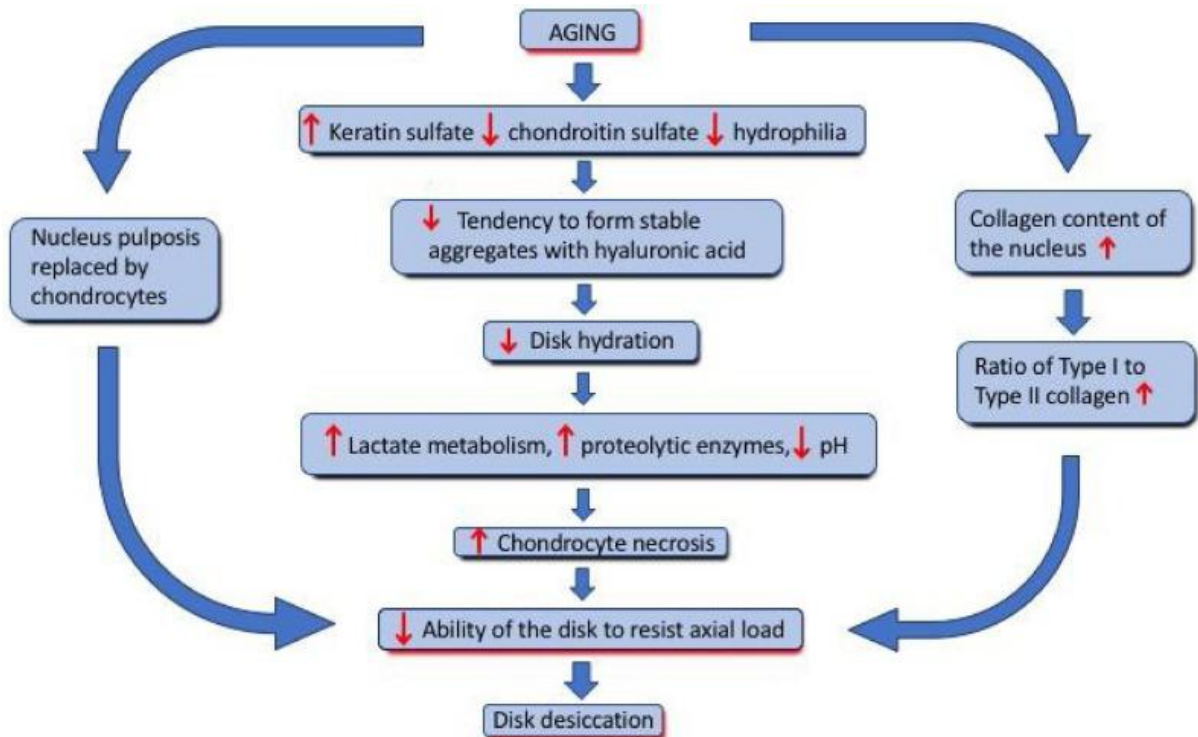 AGING
↑ Keratin sulfate ↓ chondroitin sulfate ↓ hydrophilia
↓ Tendency to form stable
aggregates with hyaluronic acid
Nucleus pulposis
replaced by
chondrocytes
Collagen content of
the nucleus ↑
↓ Disk hydration
Ratio of Type I to
Type II collagen ↑
↑ Lactate metabolism, ↑ proteolytic enzymes, ↓ pH
↑ Chondrocyte necrosis
↓ Ability of the disk to resist axial load
Disk desiccation